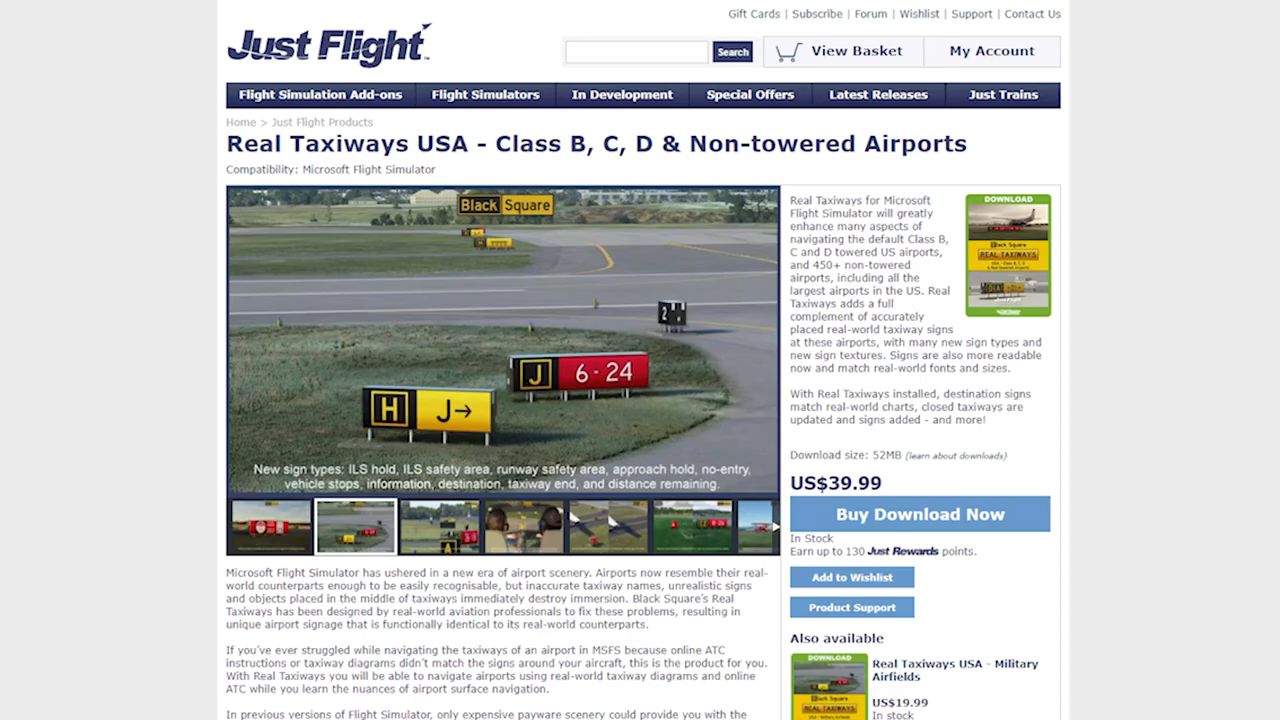 Gift Cards | Subscribe | Forum | Wishlist | Support | Contact Us
Just Flight
Search
View Basket
My Account
Flight Simulation Add-ons
Flight Simulators
In Development
Special Offers
Latest Releases
Just Trains
Home > Just Flight Products
Real Taxiways USA - Class B, C, D & Non-towered Airports
Compatibility: Microsoft Flight Simulator
Black Square
2
J 6-24
H J→
New sign types: ILS hold, ILS safety area, runway safety area, approach hold, no-entry,
vehicle stops, information, destination, taxiway end, and distance remaining.
Real Taxiways for Microsoft
Flight Simulator will greatly
enhance many aspects of
navigating the default Class B,
C and D towered US airports,
and 450+ non-towered
airports, including all the
largest airports in the US. Real
Taxiways adds a full
complement of accurately
placed real-world taxiway signs
at these airports, with many new sign types and
new sign textures. Signs are also more readable
now and match real-world fonts and sizes.
With Real Taxiways installed, destination signs
match real-world charts, closed taxiways are
updated and signs added - and more!
DOWNLOAD
Black Square
REAL TAXIWAYS
USA - Class B, C, D
& Non-towered Airports
Just Flight
Download size: 52MB (learn about downloads)
US$39.99
Buy Download Now
In Stock
Earn up to 130 Just Rewards points.
Add to Wishlist
Product Support
Also available
DOWNLOAD
Black Square
REAL TAXIWAYS
Real Taxiways USA - Military
Airfields
US$19.99
In stock
Microsoft Flight Simulator has ushered in a new era of airport scenery. Airports now resemble their real-
world counterparts enough to be easily recognisable, but inaccurate taxiway names, unrealistic signs
and objects placed in the middle of taxiways immediately destroy immersion. Black Square's Real
Taxiways has been designed by real-world aviation professionals to fix these problems, resulting in
unique airport signage that is functionally identical to its real-world counterparts.
If you've ever struggled while navigating the taxiways of an airport in MSFS because online ATC
instructions or taxiway diagrams didn't match the signs around your aircraft, this is the product for you.
With Real Taxiways you will be able to navigate airports using real-world taxiway diagrams and online
ATC while you learn the nuances of airport surface navigation.
In previous versions of Flight Simulator, only expensive payware scenery could provide you with the